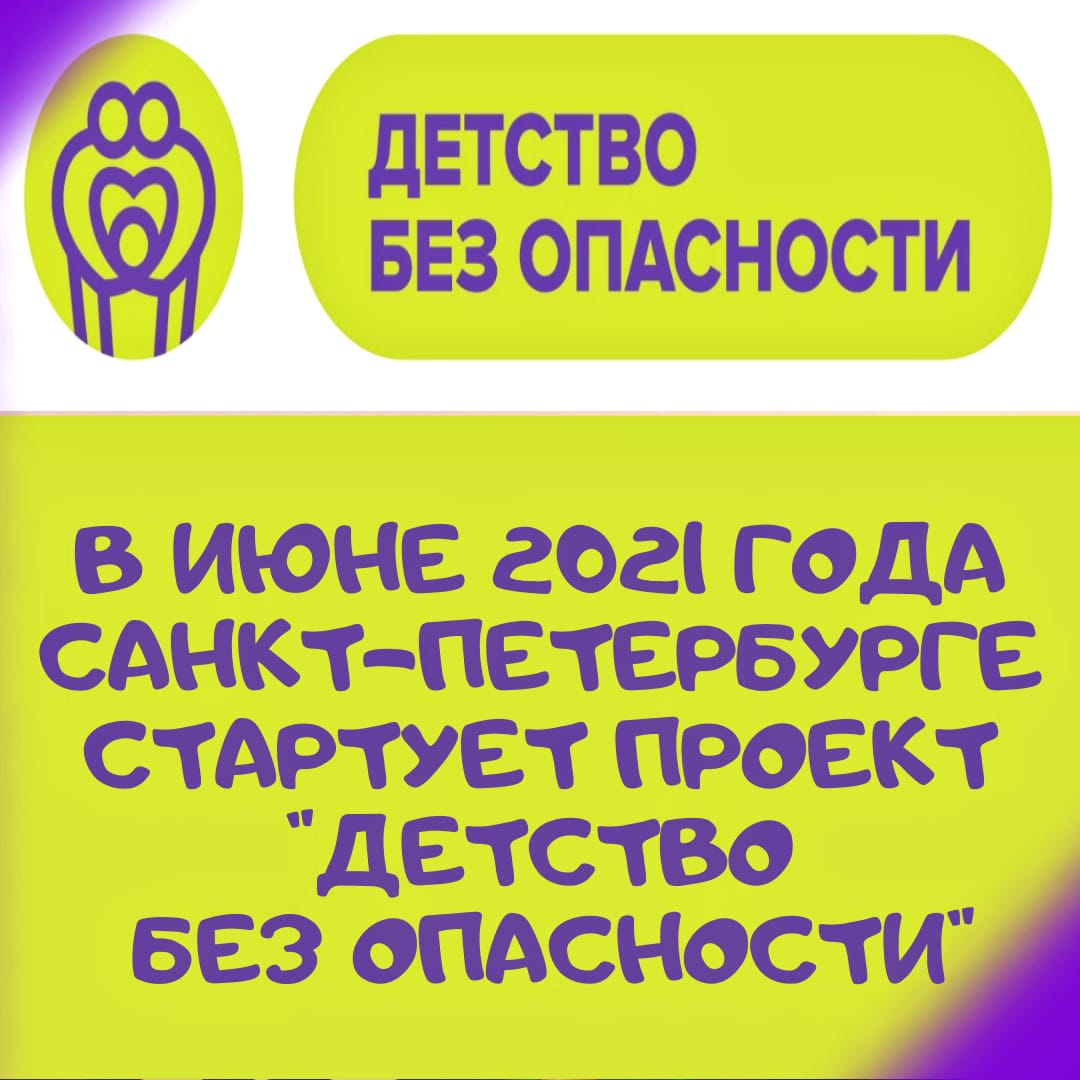 ДЕТСТВО
БЕЗ ОПАСНОСТИ
В ИЮНЕ 2021 ГОДА
САНКТ-ПЕТЕРБУРГЕ
СТАРТУЕТ ПРОЕКТ
"ДЕТСТВО
БЕЗ ОПАСНОСТИ"